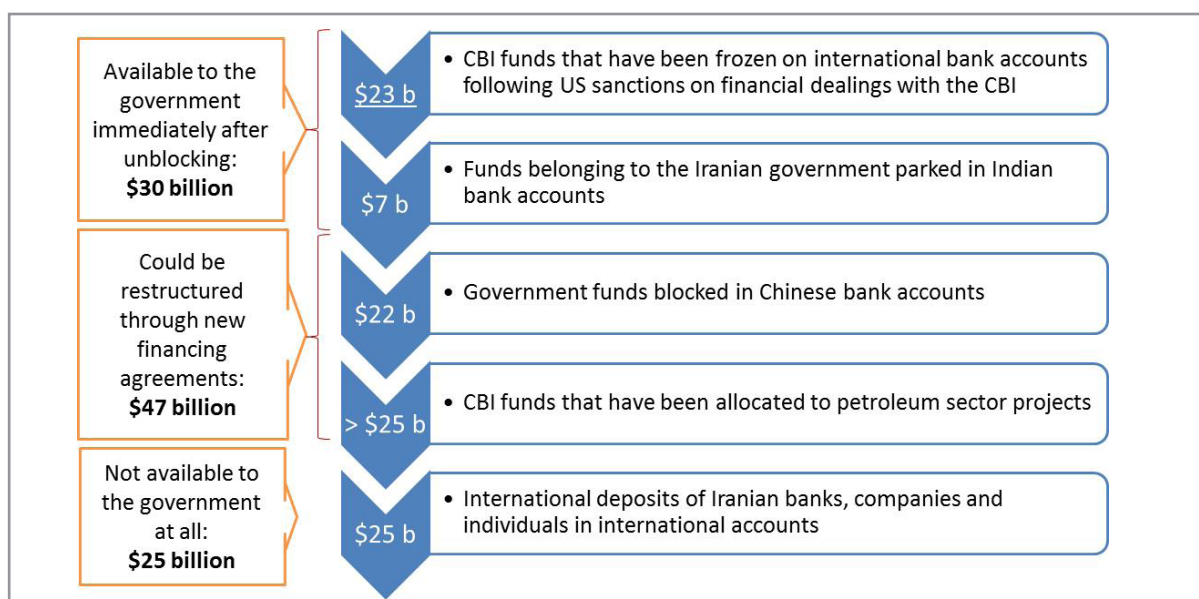 Available to the
government
immediately after
unblocking:
$30 billion
$23 b
• CBI funds that have been frozen on international bank accounts
following US sanctions on financial dealings with the CBI
$7 b
• Funds belonging to the Iranian government parked in Indian
bank accounts
Could be
restructured
through new
financing
agreements:
$47 billion
$22 b
• Government funds blocked in Chinese bank accounts
> $25 b
• CBI funds that have been allocated to petroleum sector projects
Not available to
the government
at all:
$25 billion
$25 b
• International deposits of Iranian banks, companies and
individuals in international accounts